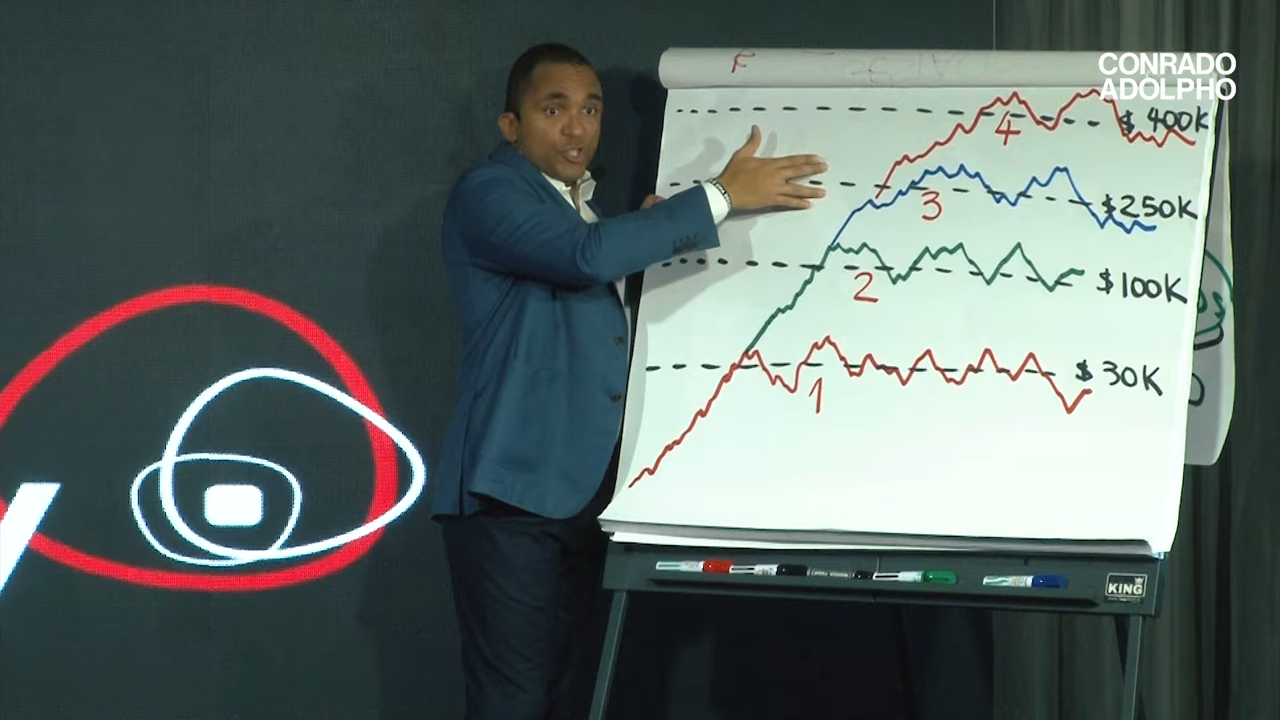 CONRADO
ADOLPHO
F
4
$ 400K
3
$250K
2
$100K
1
$ 30K
y
KING